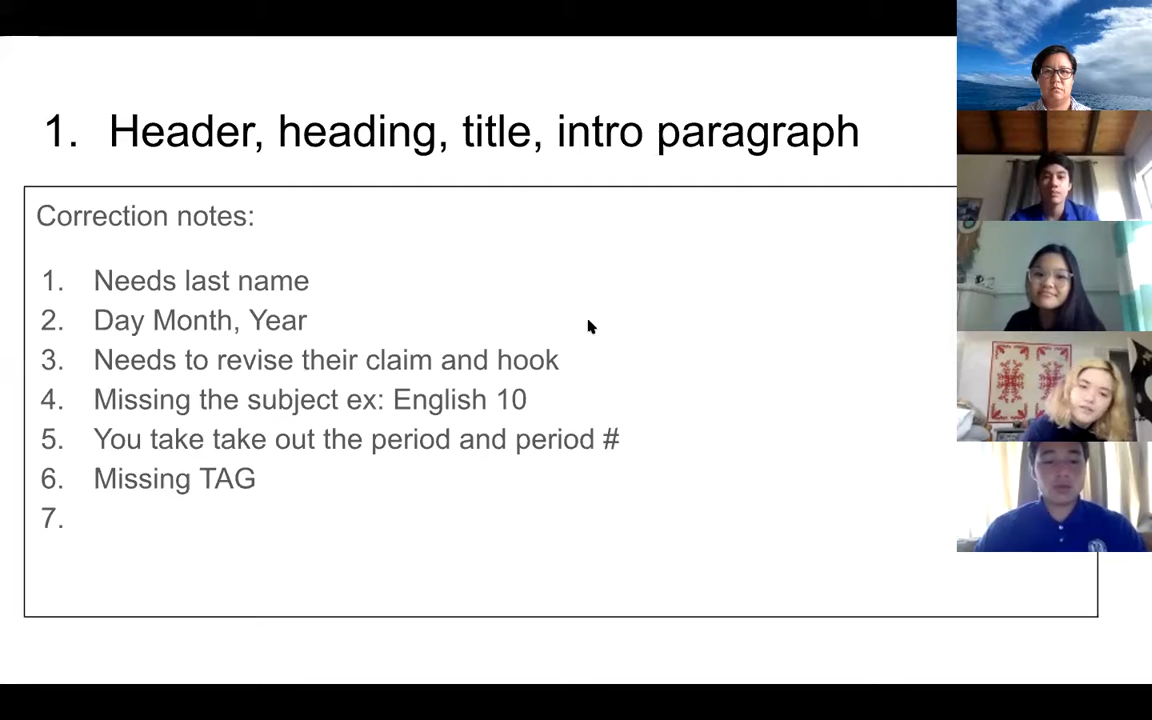 1. Header, heading, title, intro paragraph
Correction notes:
1. Needs last name
2. Day Month, Year
3. Needs to revise their claim and hook
4. Missing the subject ex: English 10
5. You take take out the period and period #
6. Missing TAG
7.